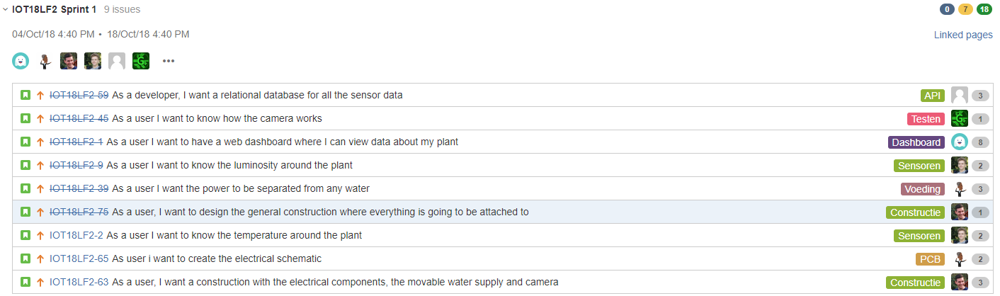 IOT18LF2 Sprint 1 9 issues 0 7 18
04/Oct/18 4:40 PM • 18/Oct/18 4:40 PM Linked pages
IOT18LF2-59 As a developer, I want a relational database for all the sensor data API 3
IOT18LF2-45 As a user I want to know how the camera works Testen 1
IOT18LF2-1 As a user I want to have a web dashboard where I can view data about my plant Dashboard 8
IOT18LF2-9 As a user I want to know the luminosity around the plant Sensoren 2
IOT18LF2-39 As a user I want the power to be separated from any water Voeding 3
IOT18LF2-75 As a user, I want to design the general construction where everything is going to be attached to Constructie 1
IOT18LF2-2 As a user I want to know the temperature around the plant Sensoren 2
IOT18LF2-65 As user i want to create the electrical schematic PCB 2
IOT18LF2-63 As a user, I want a construction with the electrical components, the movable water supply and camera Constructie 3